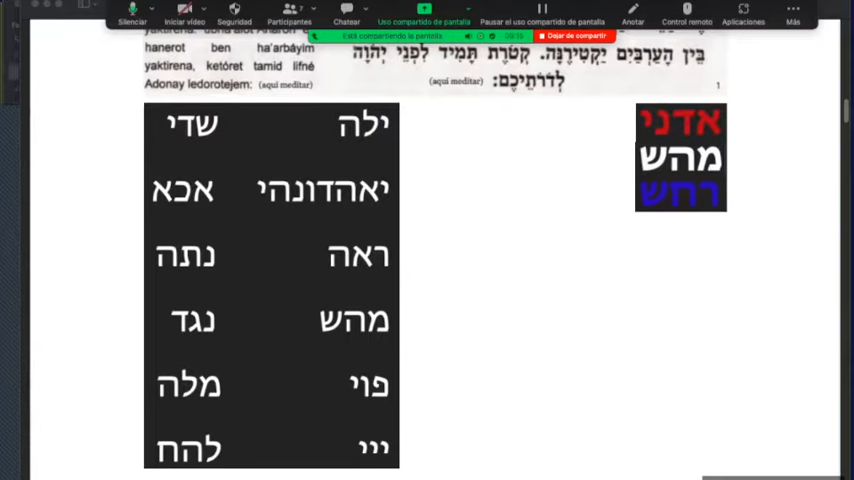 Silenciar
Iniciar vídeo
Seguridad
Participantes 7
Chatear
Uso compartido de pantalla
Pausar el uso compartido de pantalla
Anotar
Control remoto
Aplicaciones
Más
Está compartiendo la pantalla
Dejar de compartir
hanerot ben ha'arbáyim
yaktirena, ketóret tamid lifné
Adonay ledorotejem: (aquí meditar)
בֵּין הָעַרְבַּיִם יַקְטִירֶנָּה. קְטֹרֶת תָּמִיד לִפְנֵי יְהֹוָה
לְדֹרֹתֵיכֶם: (aquí meditar)
1
ילה שדי
יאהדונהי אכא
ראה נתה
מהש נגד
פוי מלה
ייי להח
אדני
מהש
רחש